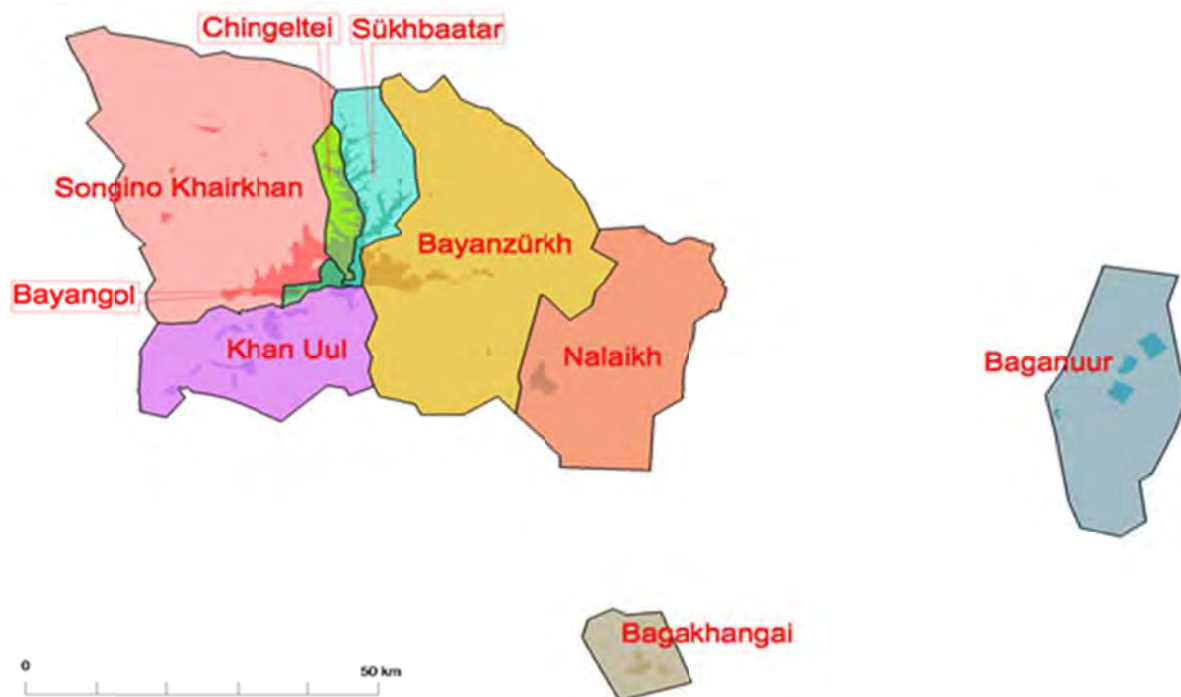 Chingeltei
Sükhbaatar
Songino Khairkhan
Bayanzürkh
Bayangol
Khan Uul
Nalaikh
Baganuur
Bagakhangai
0
50 km